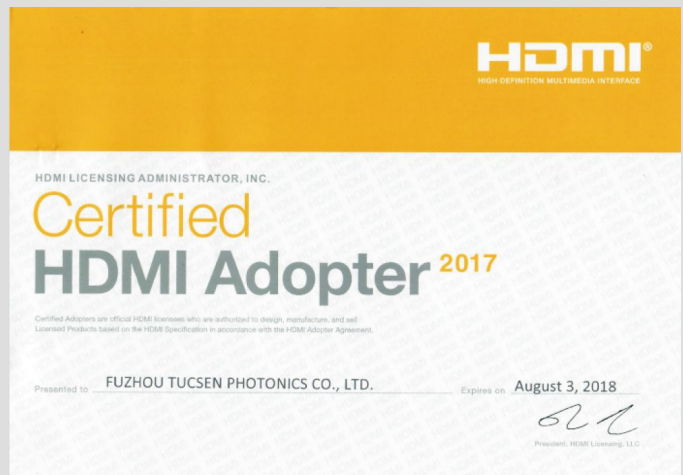 HDMI®
HIGH-DEFINITION MULTIMEDIA INTERFACE
HDMI LICENSING ADMINISTRATOR, INC.
Certified
HDMI Adopter 2017
Certified Adopters are official HDMI licensees who are authorized to design, manufacture, and sell
Licensed Products based on the HDMI Specification in accordance with the HDMI Adopter Agreement.
Presented to FUZHOU TUCSEN PHOTONICS CO., LTD. Expires on August 3, 2018
President, HDMI Licensing, LLC